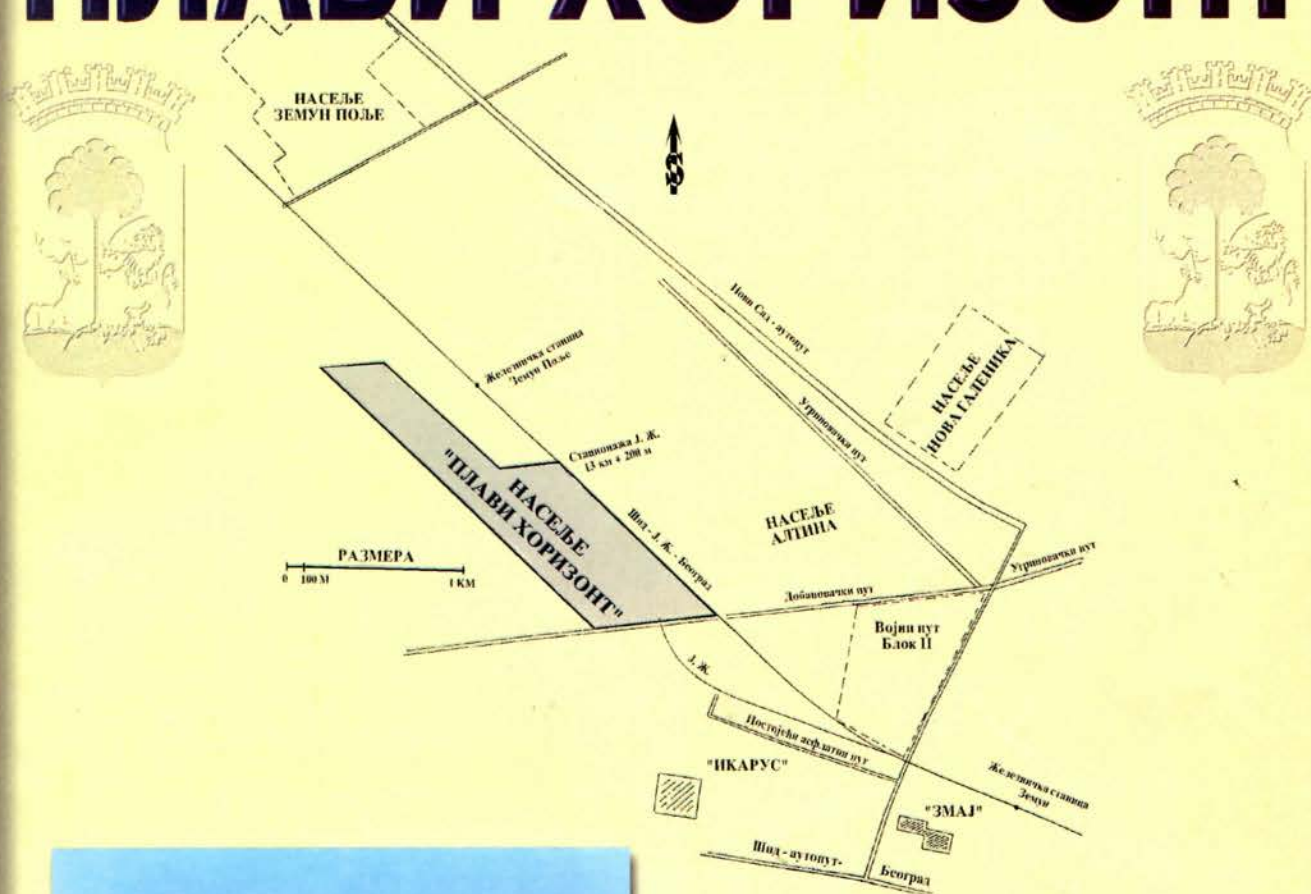 ПЛАВИ ХОРИЗОНТ
НАСЕЉЕ
ЗЕМУН ПОЉЕ
С
Нови Сад - аутопут
Железничка станица
Земун Поље
НАСЕЉЕ
НОВА ГАЛЕНИКА
Угриновачки пут
Стационажа Ј. Ж.
13 км + 200 м
НАСЕЉЕ
"ПЛАВИ ХОРИЗОНТ"
Шид - Ј. Ж. - Београд
НАСЕЉЕ
АЛТИНА
РАЗМЕРА
0 100 М 1 КМ
Угриновачки пут
Добановачки пут
Војни пут
Блок II
Ј. Ж.
Постојећи асфлатни пут
"ИКАРУС"
Железничка станица
Земун
"ЗМАЈ"
Шид - аутопут-
Београд